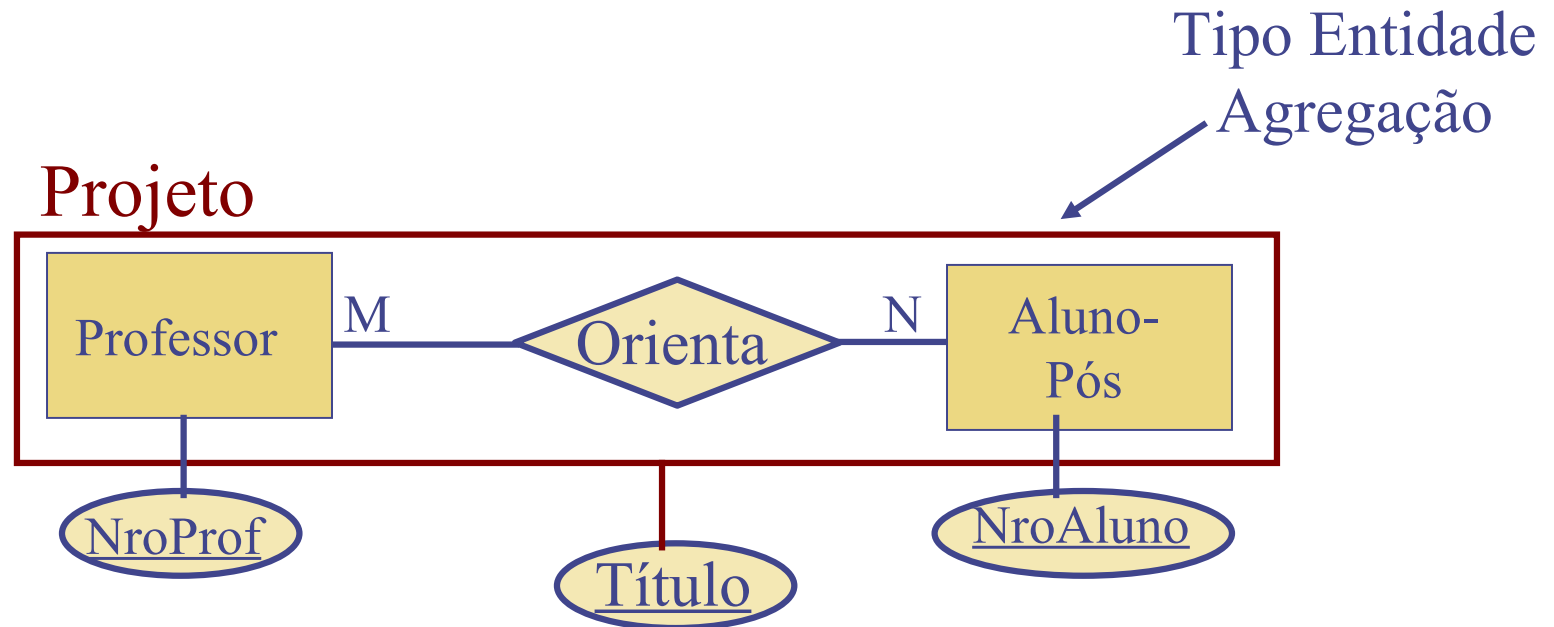 Tipo Entidade
Agregação
Projeto
Professor
M
Orienta
N
Aluno-
Pós
NroProf
Título
NroAluno